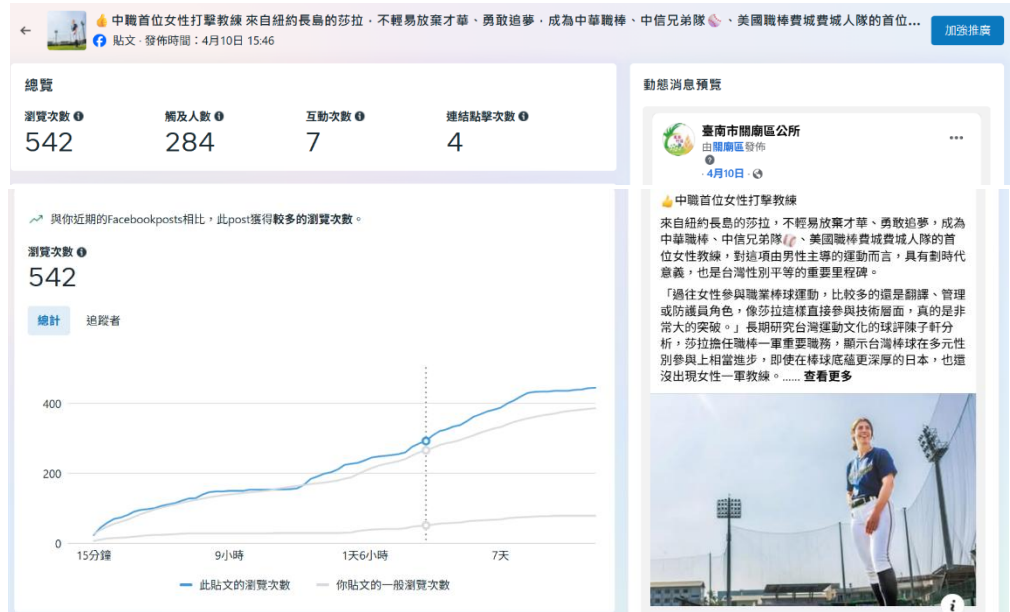 👍中職首位女性打擊教練 來自紐約長島的莎拉．不輕易放棄才華、勇敢追夢．成為中華職棒、中信兄弟隊⚾、美國職棒費城費城人隊的首位...
貼文 · 發佈時間：4月10日 15:46
加強推廣
總覽
瀏覽次數 觸及人數 互動次數 連結點擊次數
542 284 7 4
與你近期的Facebookposts相比，此post獲得較多的瀏覽次數。
瀏覽次數
542
總計 追蹤者
400
200
0
15分鐘 9小時 1天6小時 7天
此貼文的瀏覽次數 你貼文的一般瀏覽次數
動態消息預覽
臺南市關廟區公所
由關廟區發佈
· 4月10日 ·
👍中職首位女性打擊教練
來自紐約長島的莎拉，不輕易放棄才華、勇敢追夢，成為
中華職棒、中信兄弟隊⚾、美國職棒費城費城人隊的首
位女性教練，對這項由男性主導的運動而言，具有劃時代
意義，也是台灣性別平等的重要里程碑。
「過往女性參與職業棒球運動，比較多的還是翻譯、管理
或防護員角色，像莎拉這樣直接參與技術層面，真的是非
常大的突破。」長期研究台灣運動文化的球評陳子軒分
析，莎拉擔任職棒一軍重要職務，顯示台灣棒球在多元性
別參與上相當進步，即使在棒球底蘊更深厚的日本，也還
沒出現女性一軍教練。...... 查看更多